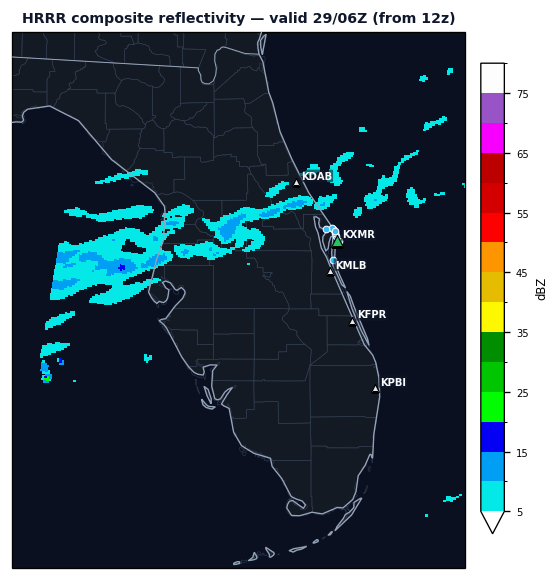 HRRR composite reflectivity — valid 29/06Z (from 12z)
KDAB
KXMR
KMLB
KFPR
KPBI
75
65
55
45
35
25
15
5
dBZ